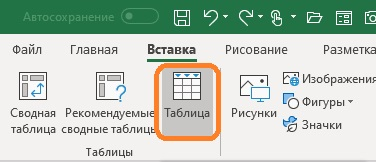 Автосохранение
Файл Главная Вставка Рисование Разметка
Сводная таблица
Рекомендуемые сводные таблицы
Таблица
Рисунки
Изображения
Фигуры
Значки
Таблицы